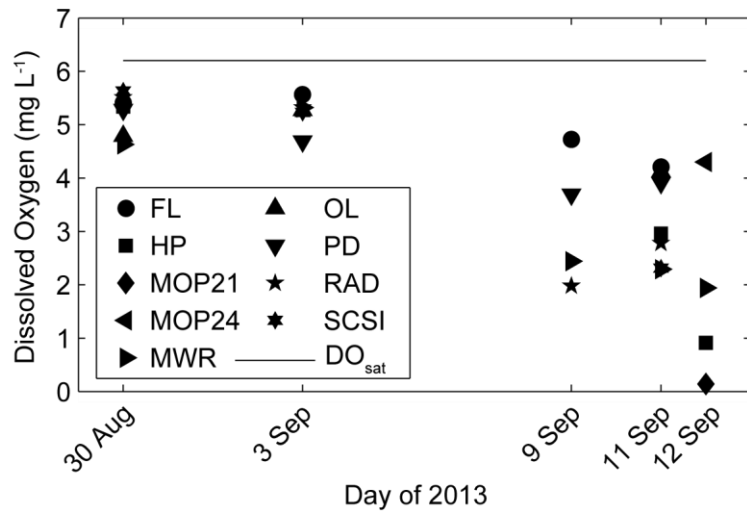 Dissolved Oxygen (mg L⁻¹)
7
6
5
4
3
2
1
0
FL
HP
MOP21
MOP24
MWR
OL
PD
RAD
SCSI
DOsat
30 Aug
3 Sep
9 Sep
11 Sep
12 Sep
Day of 2013